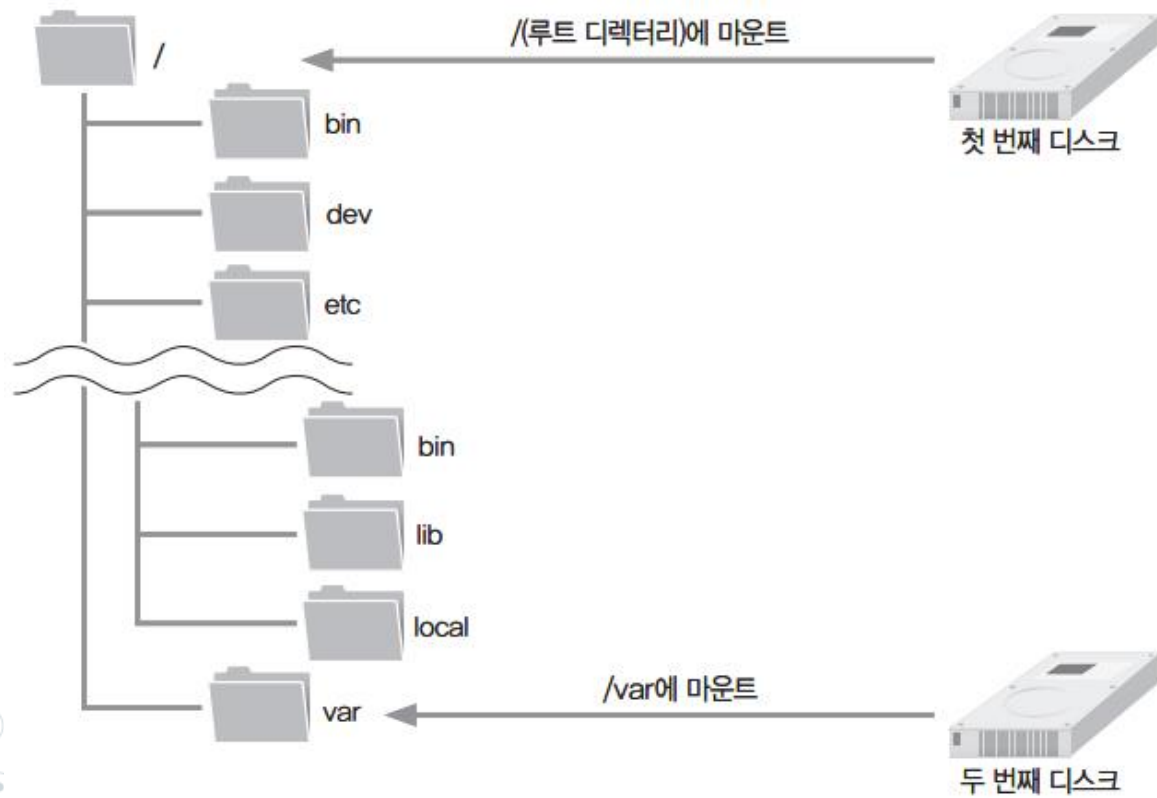 /(루트 디렉터리)에 마운트
/
첫 번째 디스크
bin
dev
etc
bin
lib
local
/var에 마운트
var
두 번째 디스크